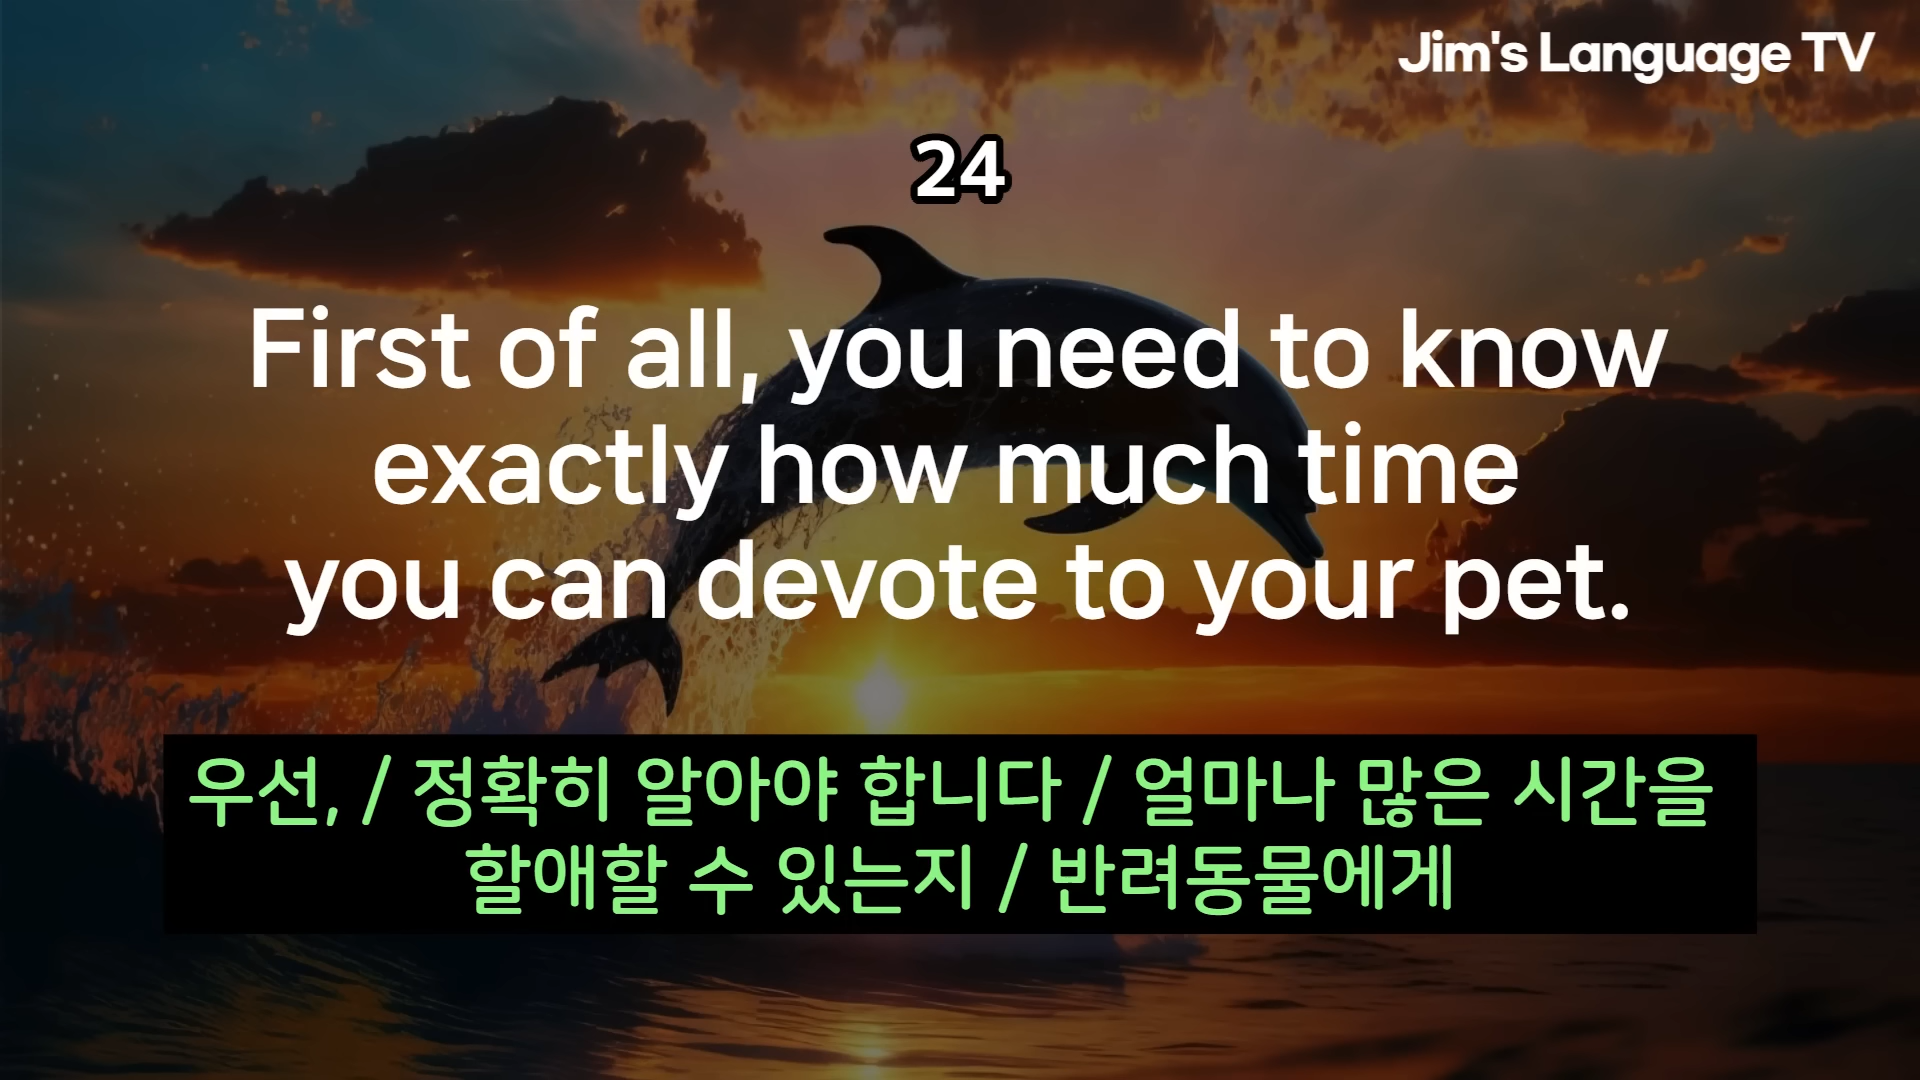 Jim's Language TV
24
First of all, you need to know
exactly how much time
you can devote to your pet.
우선, / 정확히 알아야 합니다 / 얼마나 많은 시간을
할애할 수 있는지 / 반려동물에게